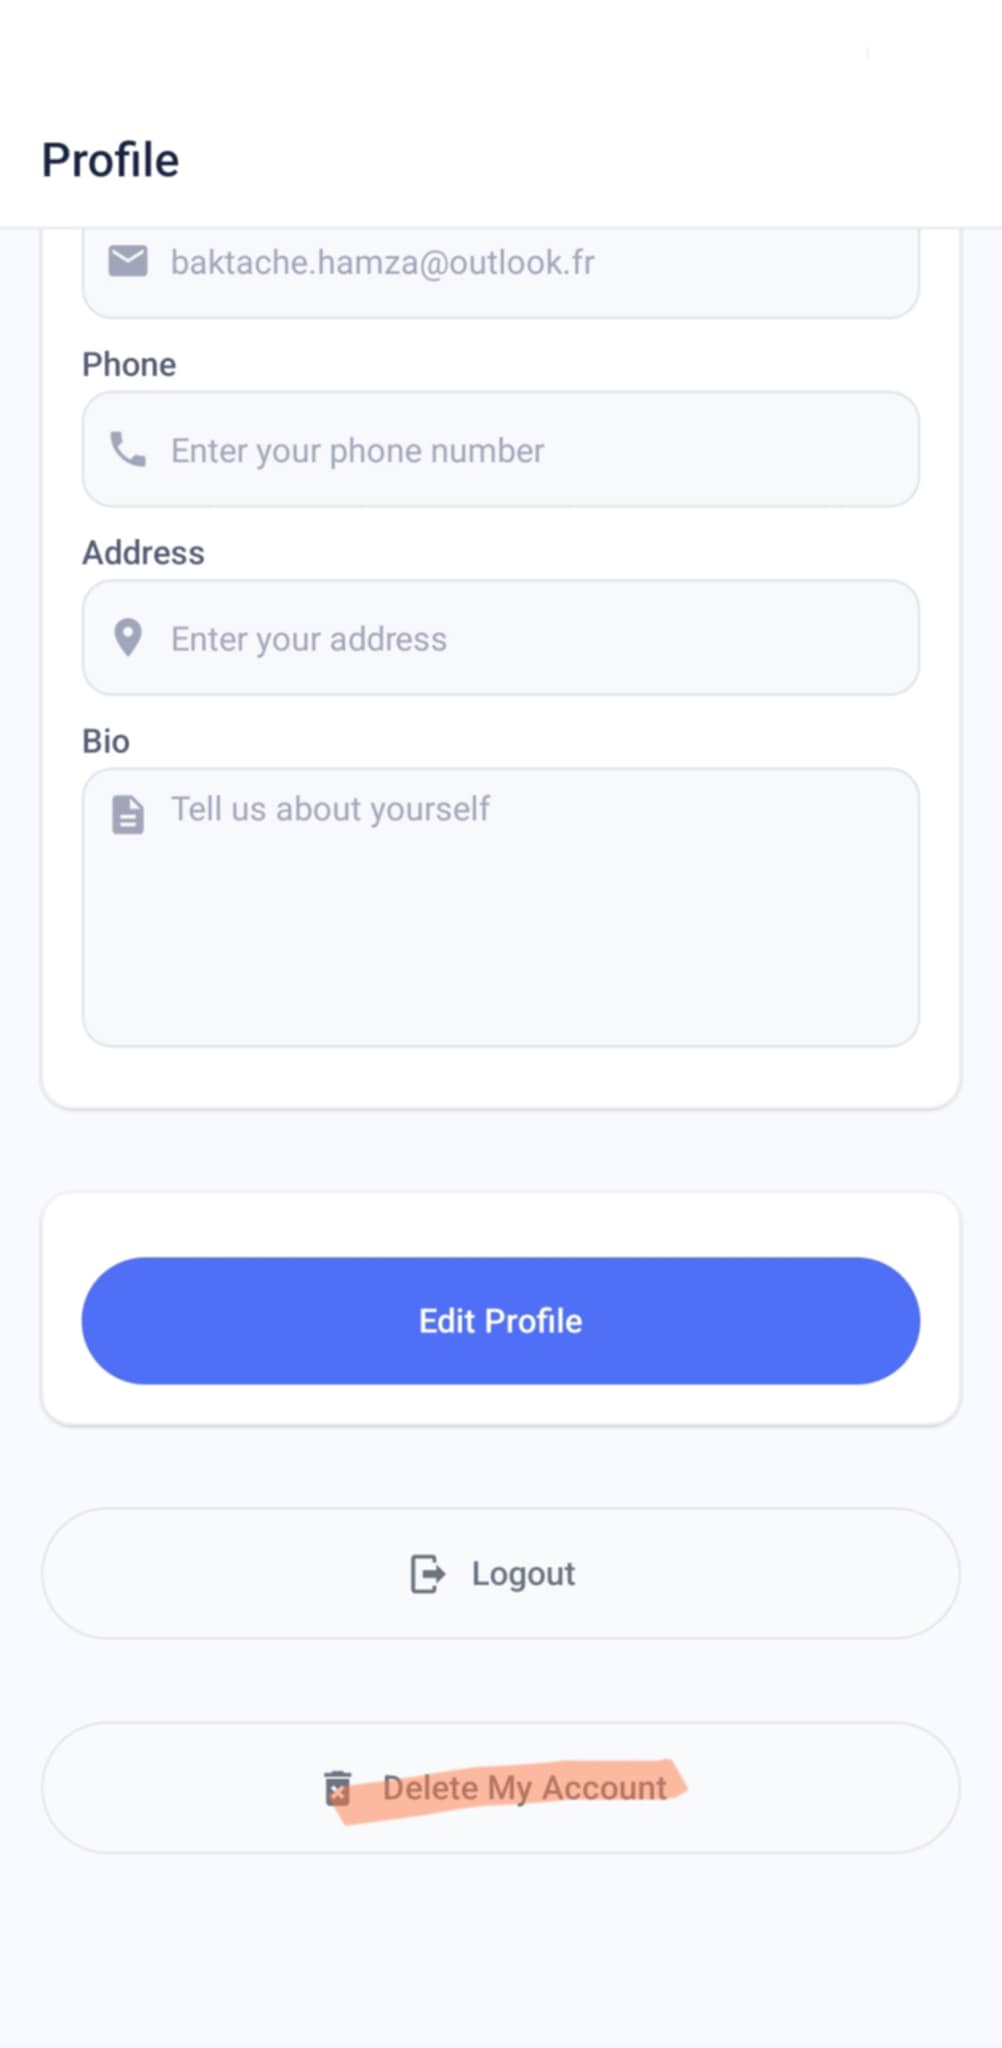 Profile
baktache.hamza@outlook.fr
Phone
Enter your phone number
Address
Enter your address
Bio
Tell us about yourself
Edit Profile
Logout
Delete My Account